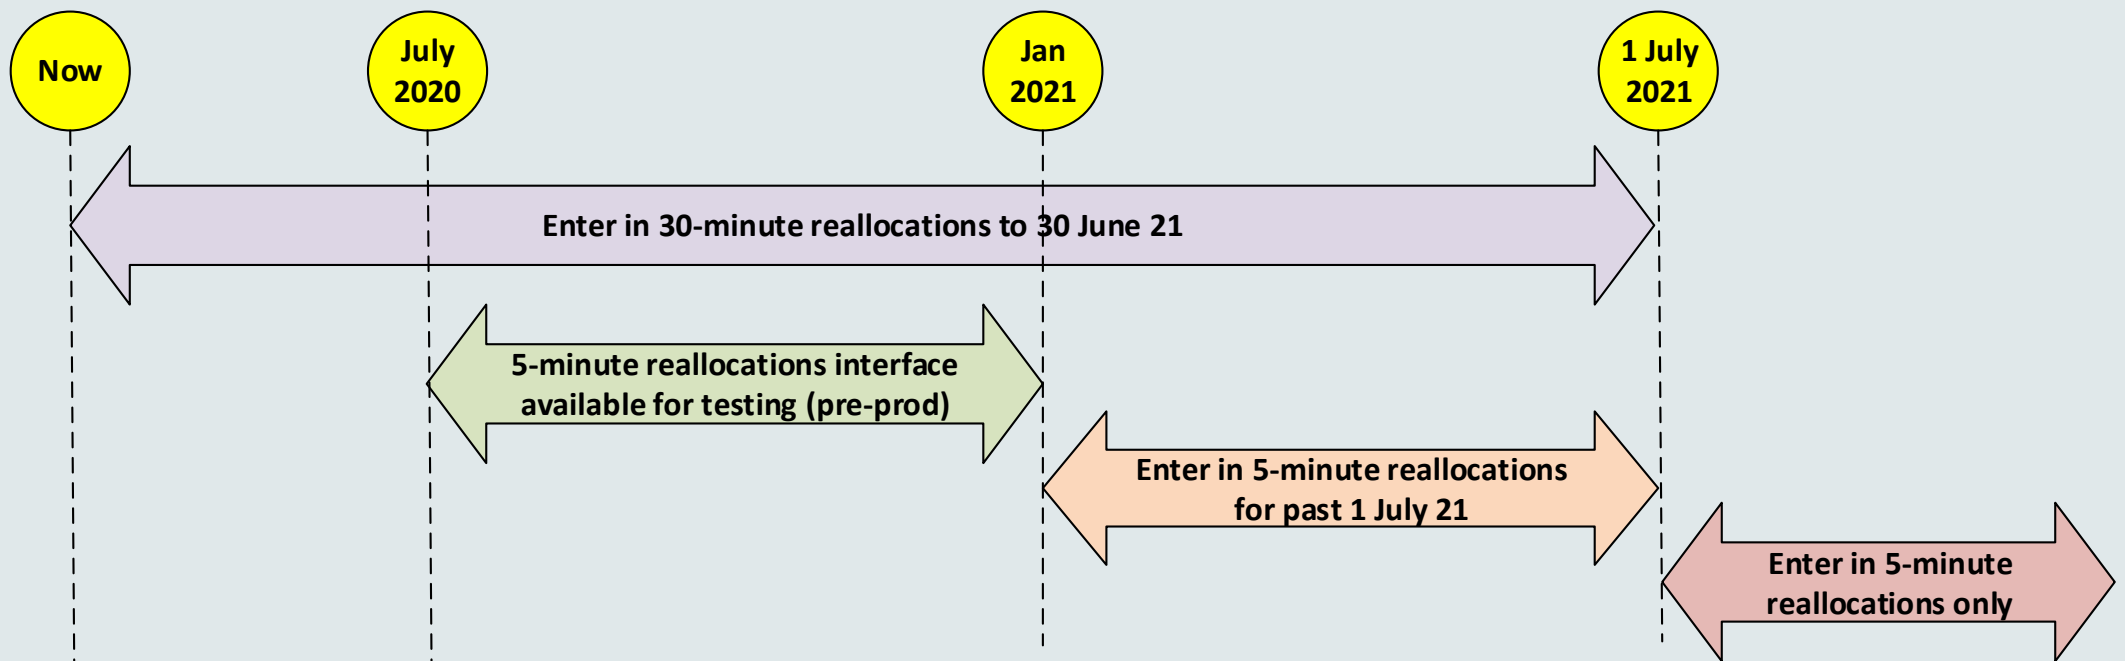 Now
July
2020
Jan
2021
1 July
2021
Enter in 30-minute reallocations to 30 June 21
5-minute reallocations interface
available for testing (pre-prod)
Enter in 5-minute reallocations
for past 1 July 21
Enter in 5-minute
reallocations only